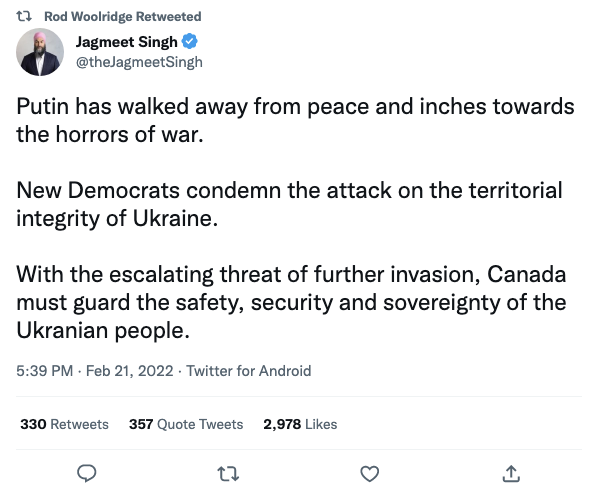 Rod Woolridge Retweeted
Jagmeet Singh
@theJagmeetSingh
Putin has walked away from peace and inches towards
the horrors of war.
New Democrats condemn the attack on the territorial
integrity of Ukraine.
With the escalating threat of further invasion, Canada
must guard the safety, security and sovereignty of the
Ukranian people.
5:39 PM · Feb 21, 2022 · Twitter for Android
330 Retweets 357 Quote Tweets 2,978 Likes